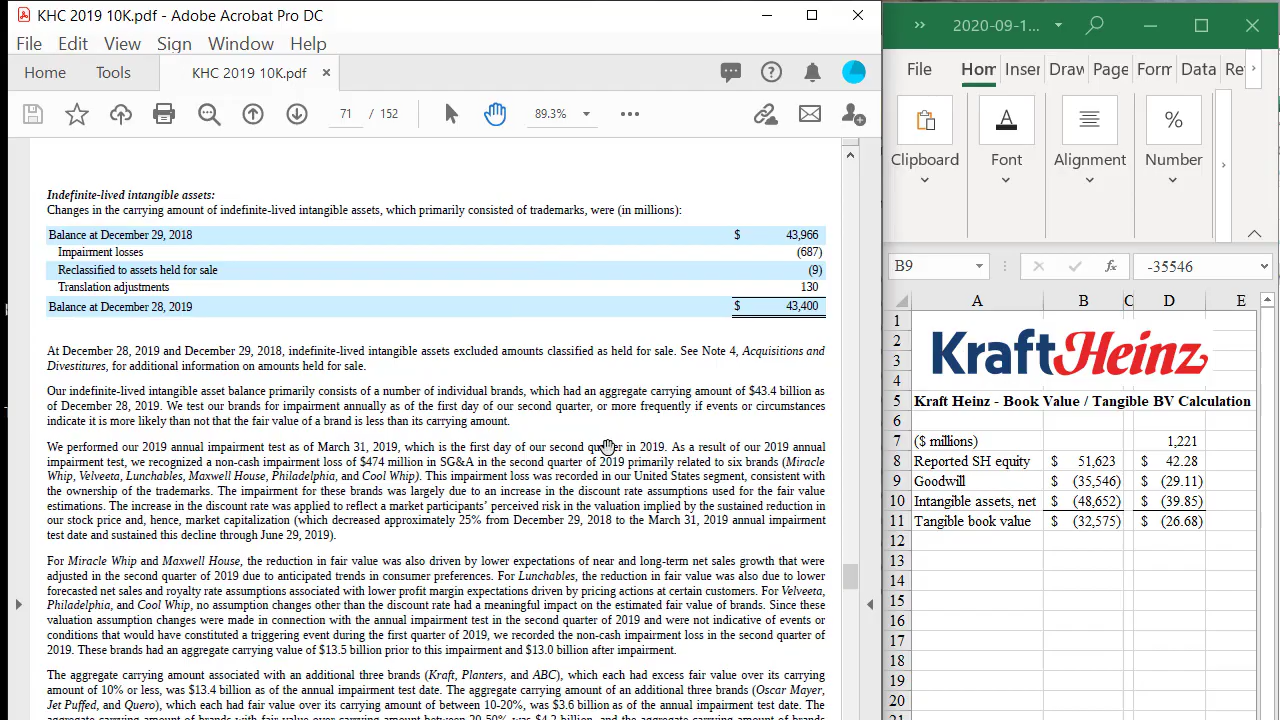 KHC 2019 10K.pdf - Adobe Acrobat Pro DC
File Edit View Sign Window Help
Home Tools KHC 2019 10K.pdf ×
71 / 152 89.3%
Indefinite-lived intangible assets:
Changes in the carrying amount of indefinite-lived intangible assets, which primarily consisted of trademarks, were (in millions):
Balance at December 29, 2018 $ 43,966
Impairment losses (687)
Reclassified to assets held for sale (9)
Translation adjustments 130
Balance at December 28, 2019 $ 43,400
At December 28, 2019 and December 29, 2018, indefinite-lived intangible assets excluded amounts classified as held for sale. See Note 4, Acquisitions and
Divestitures, for additional information on amounts held for sale.
Our indefinite-lived intangible asset balance primarily consists of a number of individual brands, which had an aggregate carrying amount of $43.4 billion as
of December 28, 2019. We test our brands for impairment annually as of the first day of our second quarter, or more frequently if events or circumstances
indicate it is more likely than not that the fair value of a brand is less than its carrying amount.
We performed our 2019 annual impairment test as of March 31, 2019, which is the first day of our second quarter in 2019. As a result of our 2019 annual
impairment test, we recognized a non-cash impairment loss of $474 million in SG&A in the second quarter of 2019 primarily related to six brands (Miracle
Whip, Velveeta, Lunchables, Maxwell House, Philadelphia, and Cool Whip). This impairment loss was recorded in our United States segment, consistent with
the ownership of the trademarks. The impairment for these brands was largely due to an increase in the discount rate assumptions used for the fair value
estimations. The increase in the discount rate was applied to reflect a market participants' perceived risk in the valuation implied by the sustained reduction in
our stock price and, hence, market capitalization (which decreased approximately 25% from December 29, 2018 to the March 31, 2019 annual impairment
test date and sustained this decline through June 29, 2019).
For Miracle Whip and Maxwell House, the reduction in fair value was also driven by lower expectations of near and long-term net sales growth that were
adjusted in the second quarter of 2019 due to anticipated trends in consumer preferences. For Lunchables, the reduction in fair value was also due to lower
forecasted net sales and royalty rate assumptions associated with lower profit margin expectations driven by pricing actions at certain customers. For Velveeta,
Philadelphia, and Cool Whip, no assumption changes other than the discount rate had a meaningful impact on the estimated fair value of brands. Since these
valuation assumption changes were made in connection with the annual impairment test in the second quarter of 2019 and were not indicative of events or
conditions that would have constituted a triggering event during the first quarter of 2019, we recorded the non-cash impairment loss in the second quarter of
2019. These brands had an aggregate carrying value of $13.5 billion prior to this impairment and $13.0 billion after impairment.
The aggregate carrying amount associated with an additional three brands (Kraft, Planters, and ABC), which each had excess fair value over its carrying
amount of 10% or less, was $13.4 billion as of the annual impairment test date. The aggregate carrying amount of an additional three brands (Oscar Mayer,
Jet Puffed, and Quero), which each had fair value over carrying amount of between 10-20%, was $3.6 billion as of the annual impairment test date. The
aggregate carrying amount of brands with fair value over carrying amount between 20-50% was $4.2 billion and the aggregate carrying amount of brands
2020-09-1...
File Hom Inser Draw Page Form Data Re
Clipboard Font Alignment Number
B9 fx -35546
A B C D E
1
2
3
4
KraftHeinz
5 Kraft Heinz - Book Value / Tangible BV Calculation
6
7 ($ millions) 1,221
8 Reported SH equity $ 51,623 $ 42.28
9 Goodwill $ (35,546) $ (29.11)
10 Intangible assets, net $ (48,652) $ (39.85)
11 Tangible book value $ (32,575) $ (26.68)
12
13
14
15
16
17
18
19
20